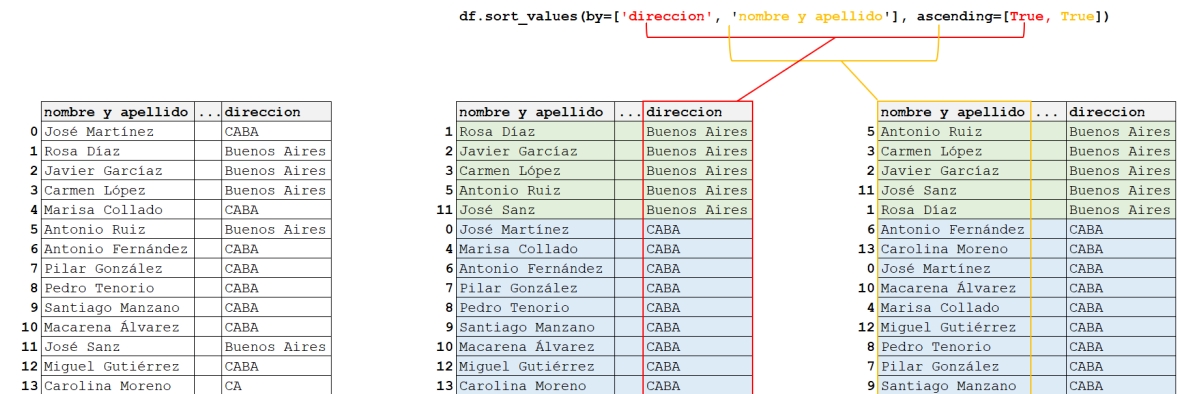 df.sort_values(by=['direccion', 'nombre y apellido'], ascending=[True, True])
nombre y apellido ... direccion
0 José Martínez CABA
1 Rosa Díaz Buenos Aires
2 Javier Garcíaz Buenos Aires
3 Carmen López Buenos Aires
4 Marisa Collado CABA
5 Antonio Ruiz Buenos Aires
6 Antonio Fernández CABA
7 Pilar González CABA
8 Pedro Tenorio CABA
9 Santiago Manzano CABA
10 Macarena Álvarez CABA
11 José Sanz Buenos Aires
12 Miguel Gutiérrez CABA
13 Carolina Moreno CA
nombre y apellido ... direccion
1 Rosa Díaz Buenos Aires
2 Javier Garcíaz Buenos Aires
3 Carmen López Buenos Aires
5 Antonio Ruiz Buenos Aires
11 José Sanz Buenos Aires
0 José Martínez CABA
4 Marisa Collado CABA
6 Antonio Fernández CABA
7 Pilar González CABA
8 Pedro Tenorio CABA
9 Santiago Manzano CABA
10 Macarena Álvarez CABA
12 Miguel Gutiérrez CABA
13 Carolina Moreno CABA
nombre y apellido ... direccion
5 Antonio Ruiz Buenos Aires
3 Carmen López Buenos Aires
2 Javier Garcíaz Buenos Aires
11 José Sanz Buenos Aires
1 Rosa Díaz Buenos Aires
6 Antonio Fernández CABA
13 Carolina Moreno CABA
0 José Martínez CABA
10 Macarena Álvarez CABA
4 Marisa Collado CABA
12 Miguel Gutiérrez CABA
8 Pedro Tenorio CABA
7 Pilar González CABA
9 Santiago Manzano CABA